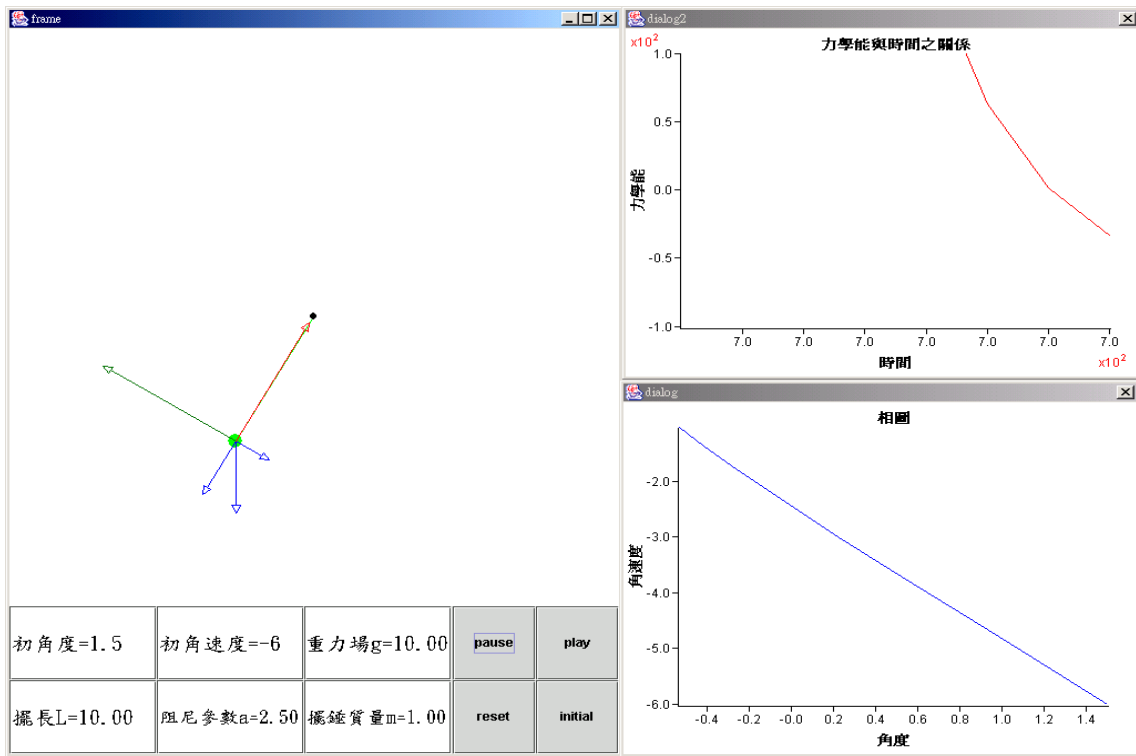 frame
初角度=1.5
初角速度=-6
重力場g=10.00
pause
play
擺長L=10.00
阻尼參數a=2.50
擺錘質量m=1.00
reset
initial
dialog2
力學能與時間之關係
x10²
1.0
0.5
0.0
-0.5
-1.0
力學能
7.0 7.0 7.0 7.0 7.0 7.0 7.0
時間
x10²
dialog
相圖
-2.0
-3.0
-4.0
-5.0
-6.0
角速度
-0.4 -0.2 -0.0 0.2 0.4 0.6 0.8 1.0 1.2 1.4
角度